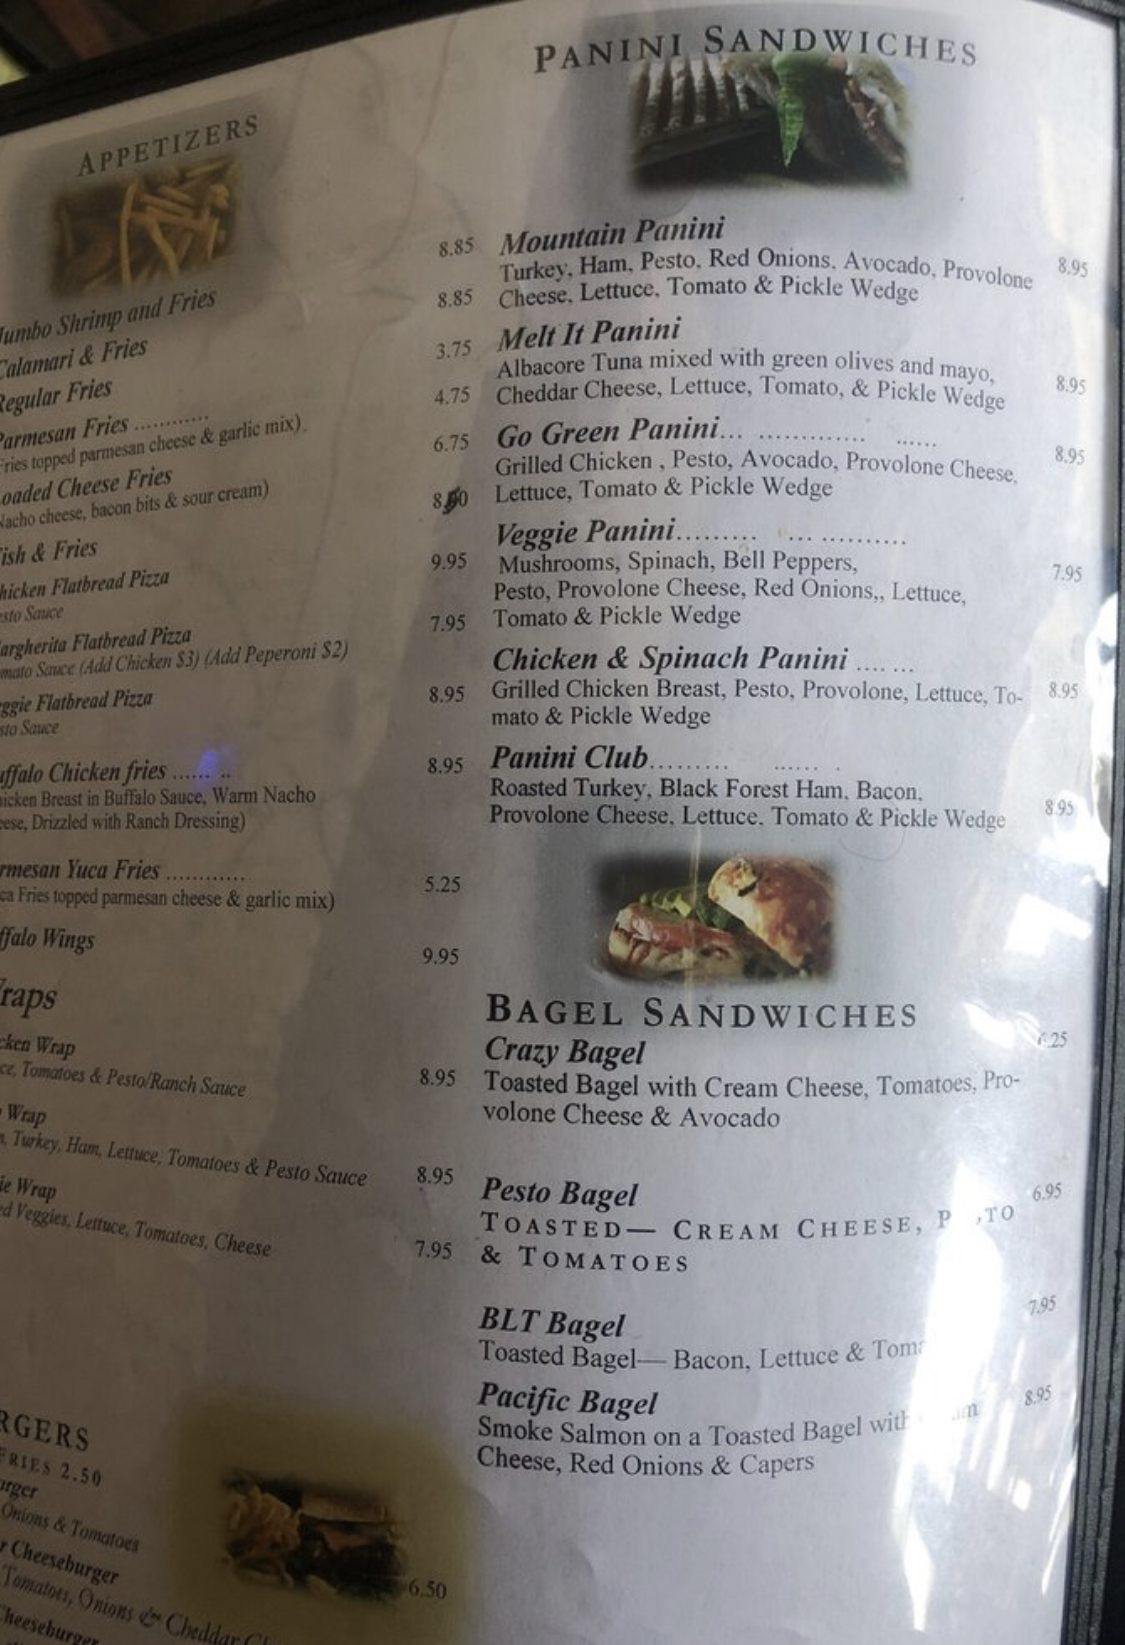 APPETIZERS
Jumbo Shrimp and Fries 8.85
Calamari & Fries 8.85
Regular Fries 3.75
Parmesan Fries ............ 4.75
Fries topped parmesan cheese & garlic mix)
Loaded Cheese Fries 6.75
Nacho cheese, bacon bits & sour cream)
ish & Fries
hicken Flatbread Pizza 9.95
esto Sauce
argherita Flatbread Pizza 7.95
mato Sauce (Add Chicken $3) (Add Peperoni $2)
ggie Flatbread Pizza 8.95
sto Sauce
uffalo Chicken fries ...... .. 8.95
icken Breast in Buffalo Sauce, Warm Nacho
eese, Drizzled with Ranch Dressing)
rmesan Yuca Fries ............ 5.25
ca Fries topped parmesan cheese & garlic mix)
ffalo Wings 9.95
raps
cken Wrap 8.95
ce, Tomatoes & Pesto/Ranch Sauce
Wrap
Turkey, Ham, Lettuce, Tomatoes & Pesto Sauce 8.95
ie Wrap
ed Veggies, Lettuce, Tomatoes, Cheese 7.95
RGERS
FRIES 2.50
urger
Onions & Tomatoes
r Cheeseburger 6.50
Tomatoes, Onions & Cheddar
heeseburger
PANINI SANDWICHES
Mountain Panini 8.95
Turkey, Ham, Pesto, Red Onions, Avocado, Provolone
Cheese, Lettuce, Tomato & Pickle Wedge
Melt It Panini
Albacore Tuna mixed with green olives and mayo, 8.95
Cheddar Cheese, Lettuce, Tomato, & Pickle Wedge
Go Green Panini... ............. ...... 8.95
Grilled Chicken , Pesto, Avocado, Provolone Cheese,
Lettuce, Tomato & Pickle Wedge
Veggie Panini......... ... ..........
Mushrooms, Spinach, Bell Peppers, 7.95
Pesto, Provolone Cheese, Red Onions,, Lettuce,
Tomato & Pickle Wedge
Chicken & Spinach Panini .... ...
Grilled Chicken Breast, Pesto, Provolone, Lettuce, To- 8.95
mato & Pickle Wedge
Panini Club......... ...... .
Roasted Turkey, Black Forest Ham, Bacon, 8.95
Provolone Cheese, Lettuce, Tomato & Pickle Wedge
BAGEL SANDWICHES
Crazy Bagel
Toasted Bagel with Cream Cheese, Tomatoes, Pro-
volone Cheese & Avocado
Pesto Bagel 6.95
TOASTED— CREAM CHEESE,
& TOMATOES
BLT Bagel 7.95
Toasted Bagel— Bacon, Lettuce &
Pacific Bagel 8.95
Smoke Salmon on a Toasted Bagel with
Cheese, Red Onions & Capers